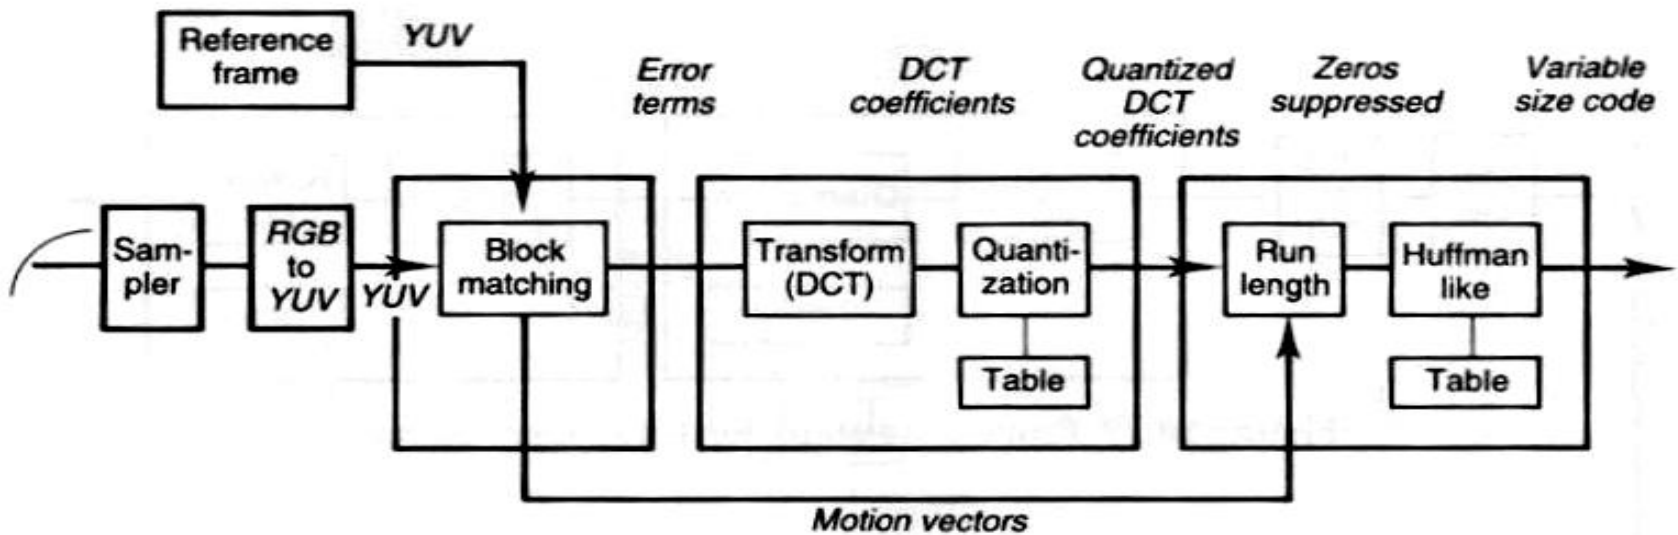 Reference
frame
YUV
Error
terms
DCT
coefficients
Quantized
DCT
coefficients
Zeros
suppressed
Variable
size code
Sam-
pler
RGB
to
YUV
YUV
Block
matching
Transform
(DCT)
Quanti-
zation
Table
Run
length
Huffman
like
Table
Motion vectors